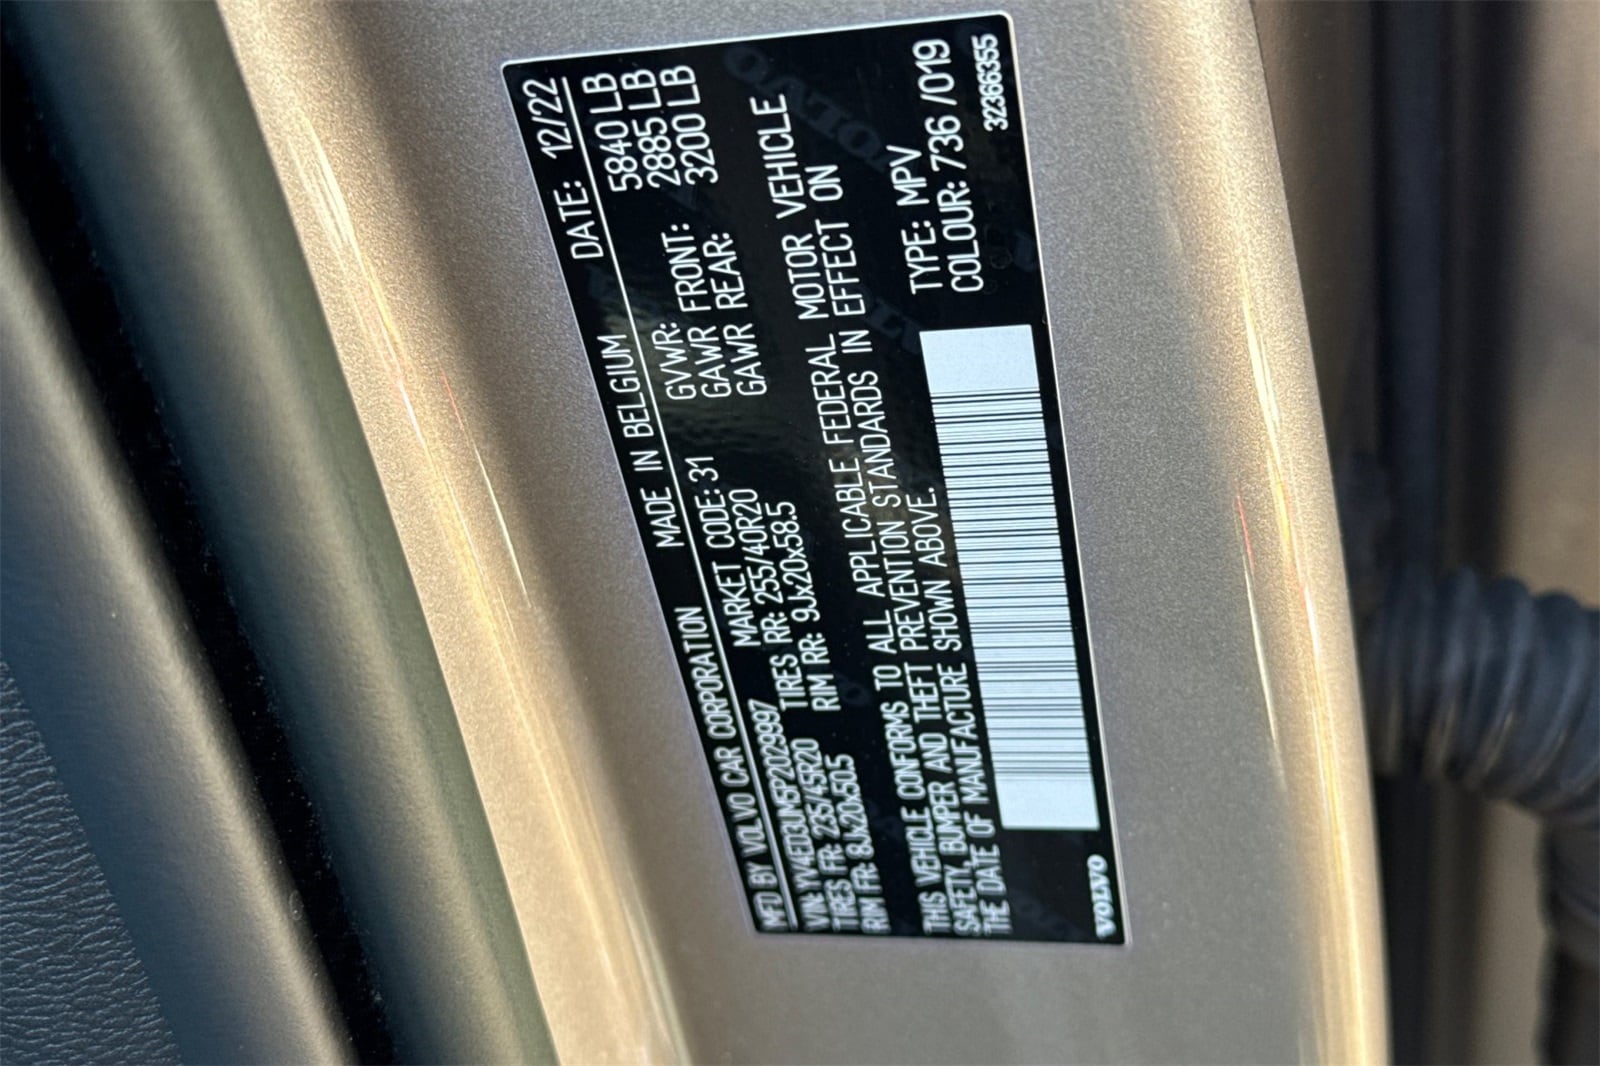 MFD BY VOLVO CAR CORPORATION MADE IN BELGIUM DATE: 12/22
VIN: YV4ED3UM5P2029997 MARKET CODE: 31 GVWR: 5840 LB
TIRES FR: 235/45R20 TIRES RR: 255/40R20 GAWR FRONT: 2885 LB
RIM FR: 8Jx20x50.5 RIM RR: 9Jx20x58.5 GAWR REAR: 3200 LB
THIS VEHICLE CONFORMS TO ALL APPLICABLE FEDERAL MOTOR VEHICLE
SAFETY, BUMPER AND THEFT PREVENTION STANDARDS IN EFFECT ON
THE DATE OF MANUFACTURE SHOWN ABOVE.
TYPE: MPV
COLOUR: 736 /019
VOLVO
32366355